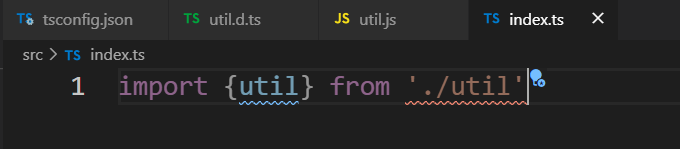 TS tsconfig.json TS util.d.ts JS util.js TS index.ts
src > TS index.ts
1 import {util} from './util'